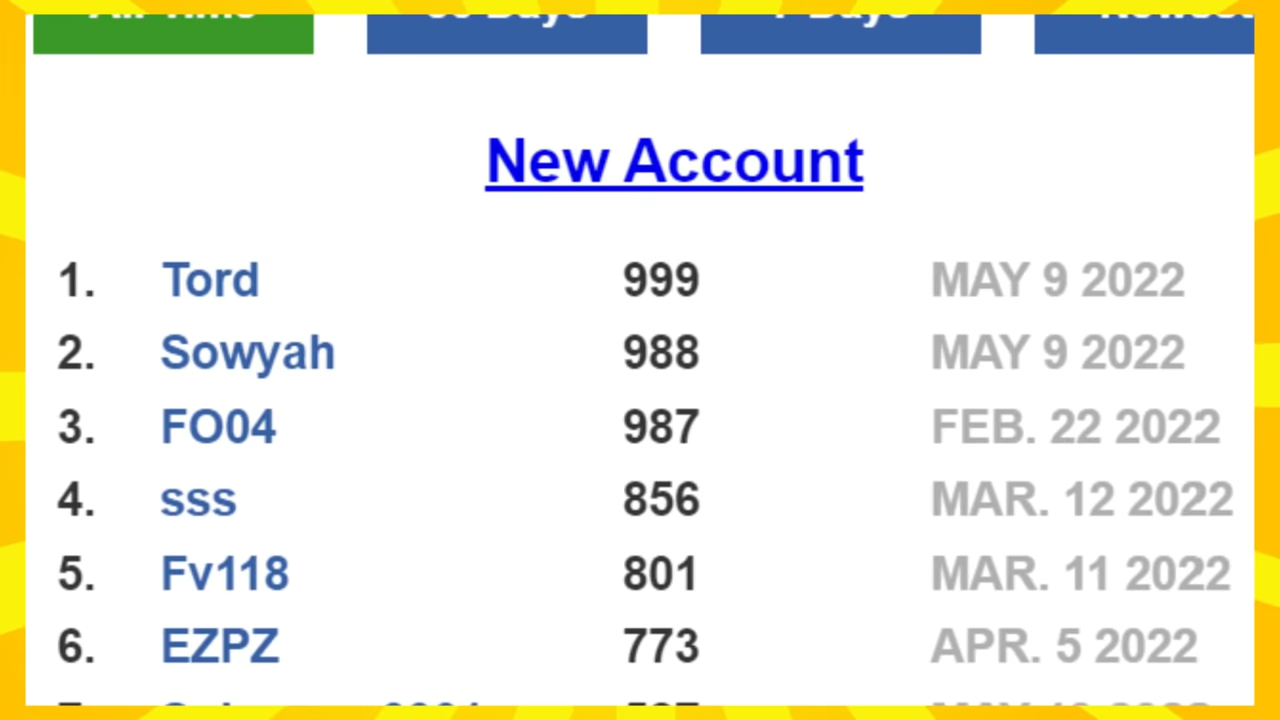 New Account
1. Tord 999 MAY 9 2022
2. Sowyah 988 MAY 9 2022
3. FO04 987 FEB. 22 2022
4. sss 856 MAR. 12 2022
5. Fv118 801 MAR. 11 2022
6. EZPZ 773 APR. 5 2022